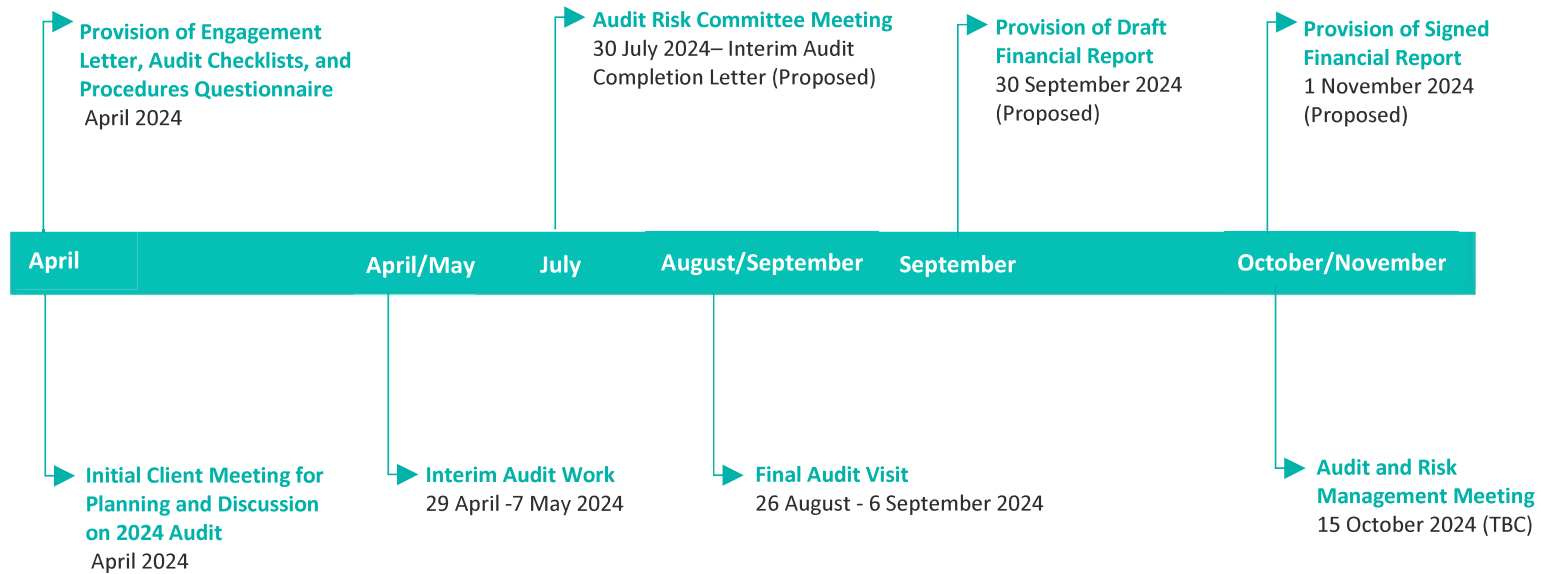 Provision of Engagement
Letter, Audit Checklists, and
Procedures Questionnaire
April 2024
Audit Risk Committee Meeting
30 July 2024– Interim Audit
Completion Letter (Proposed)
Provision of Draft
Financial Report
30 September 2024
(Proposed)
Provision of Signed
Financial Report
1 November 2024
(Proposed)
April
April/May
July
August/September
September
October/November
Initial Client Meeting for
Planning and Discussion
on 2024 Audit
April 2024
Interim Audit Work
29 April -7 May 2024
Final Audit Visit
26 August - 6 September 2024
Audit and Risk
Management Meeting
15 October 2024 (TBC)